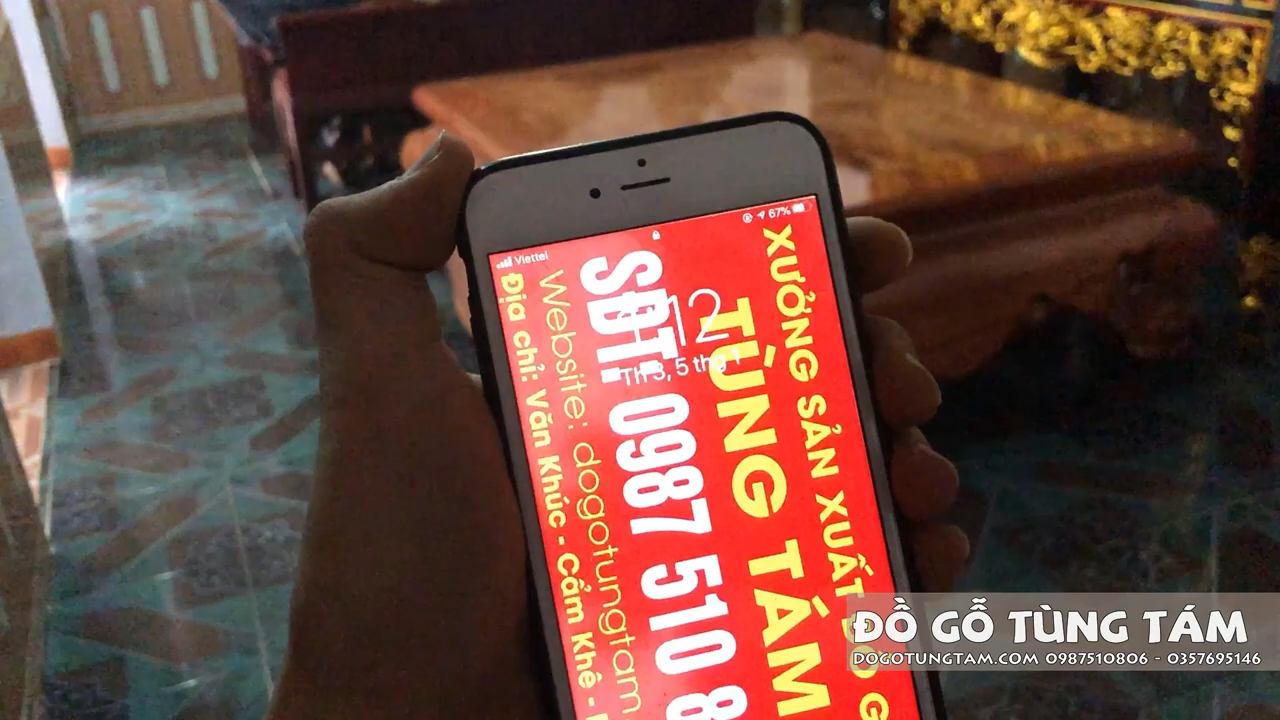 Viettel
67%
12
Th 3, 5 thg 1
XƯỞNG SẢN XUẤT
TÙNG TÁM
SĐT: 0987 510 8
Website: dogotungtam
Địa chỉ: Văn Khúc - Cẩm Khê -
ĐỒ GỖ TÙNG TÁM
DOGOTUNGTAM.COM 0987510806 - 0357695146